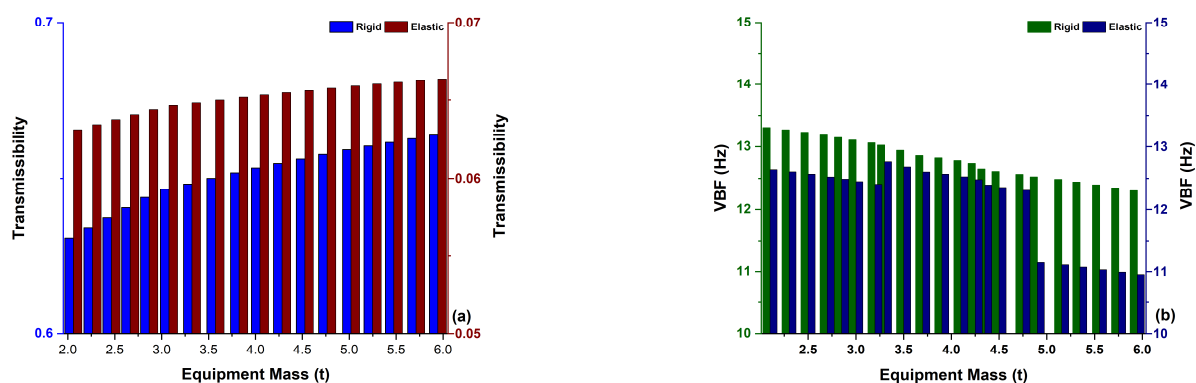 0.7
0.6
Transmissibility
Rigid
Elastic
0.07
0.06
0.05
Transmissibility
(a)
2.0 2.5 3.0 3.5 4.0 4.5 5.0 5.5 6.0
Equipment Mass (t)
15
14
13
12
11
10
VBF (Hz)
Rigid
Elastic
15
14
13
12
11
10
VBF (Hz)
(b)
2.5 3.0 3.5 4.0 4.5 5.0 5.5 6.0
Equipment Mass (t)